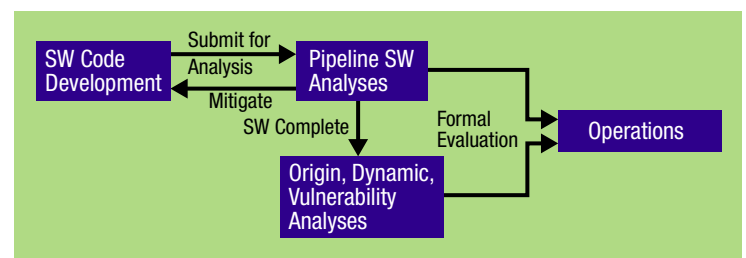 SW Code
Development
Submit for
Analysis
Mitigate
Pipeline SW
Analyses
SW Complete
Origin, Dynamic,
Vulnerability
Analyses
Formal
Evaluation
Operations